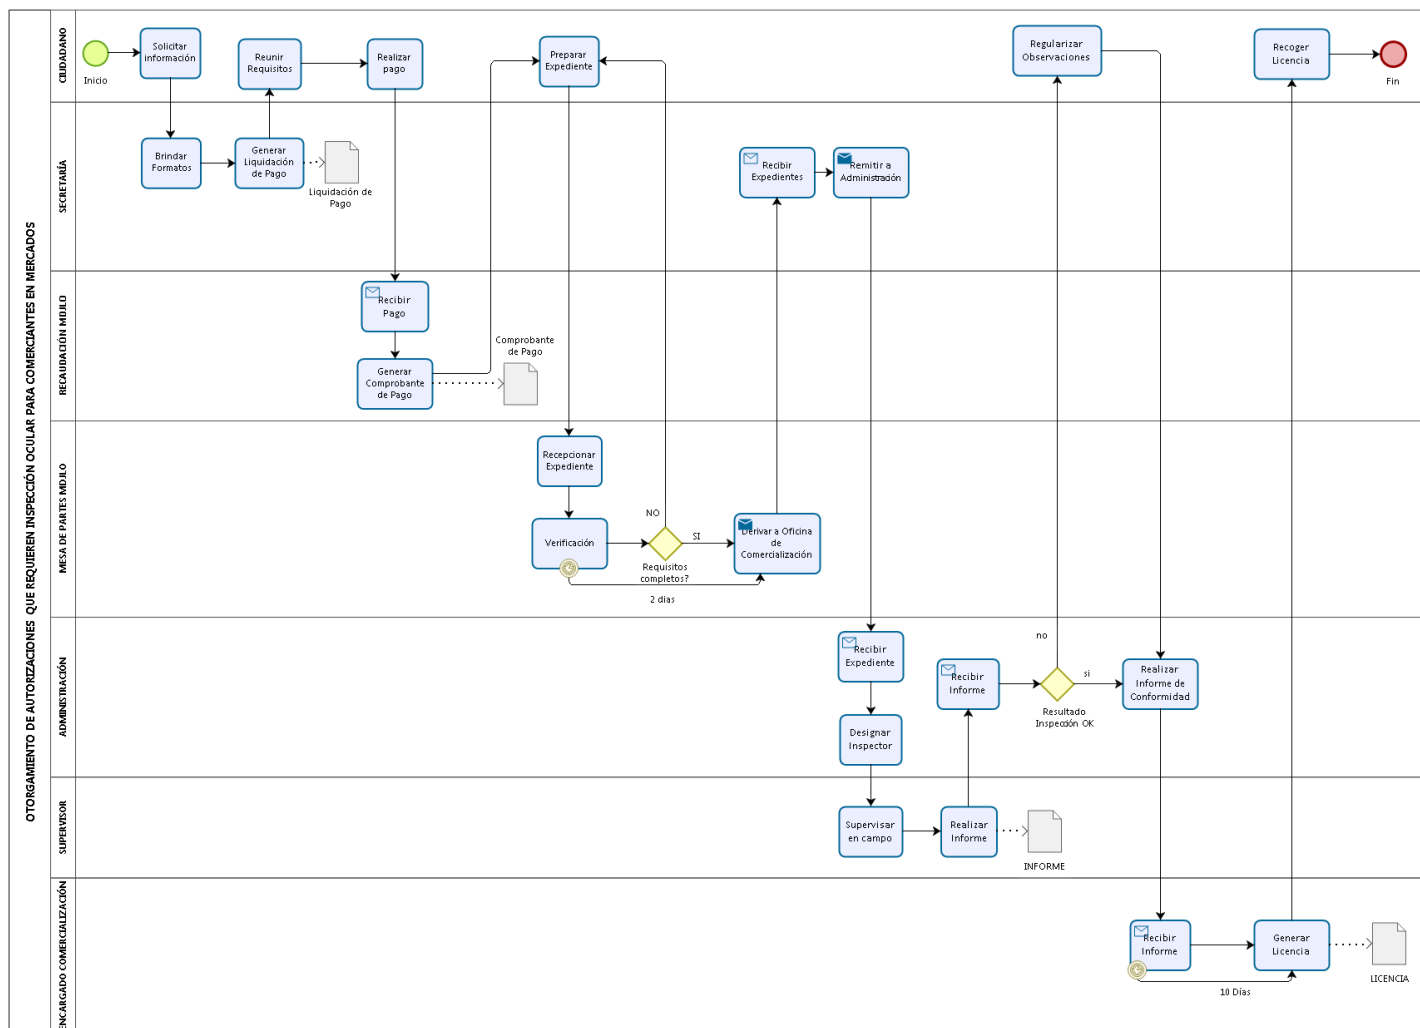 OTORGAMIENTO DE AUTORIZACIONES QUE REQUIEREN INSPECCIÓN OCULAR PARA COMERCIANTES EN MERCADOS
CIUDADANO
Inicio
Solicitar
información
Reunir
Requisitos
Realizar
pago
Preparar
Expediente
Regularizar
Observaciones
Recoger
Licencia
Fin
SECRETARÍA
Brindar
Formatos
Generar
Liquidación
de Pago
Liquidación de
Pago
Recibir
Expedientes
Remitir a
Administración
RECAUDACIÓN MDJLO
Recibir
Pago
Generar
Comprobante
de Pago
Comprobante
de Pago
MESA DE PARTES MDJLO
Recepcionar
Expediente
Verificación
NO
SI
Requisitos
completos?
2 dias
Derivar a Oficina
de
Comercialización
ADMINISTRACIÓN
Recibir
Expediente
Designar
Inspector
Recibir
Informe
no
si
Resultado
Inspección OK
Realizar
Informe de
Conformidad
SUPERVISOR
Supervisar
en campo
Realizar
Informe
INFORME
ENCARGADO COMERCIALIZACIÓN
Recibir
Informe
10 Días
Generar
Licencia
LICENCIA